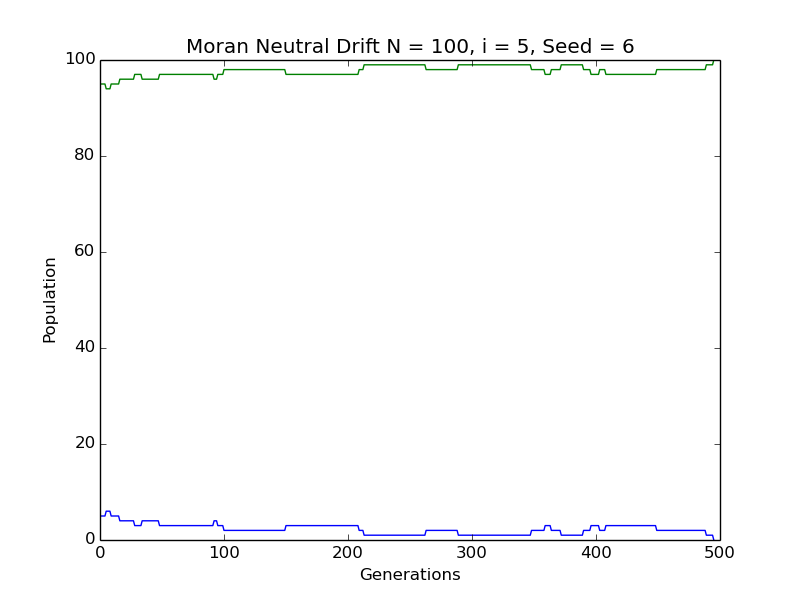 Moran Neutral Drift N = 100, i = 5, Seed = 6
100
80
60
40
20
0
Population
0 100 200 300 400 500
Generations